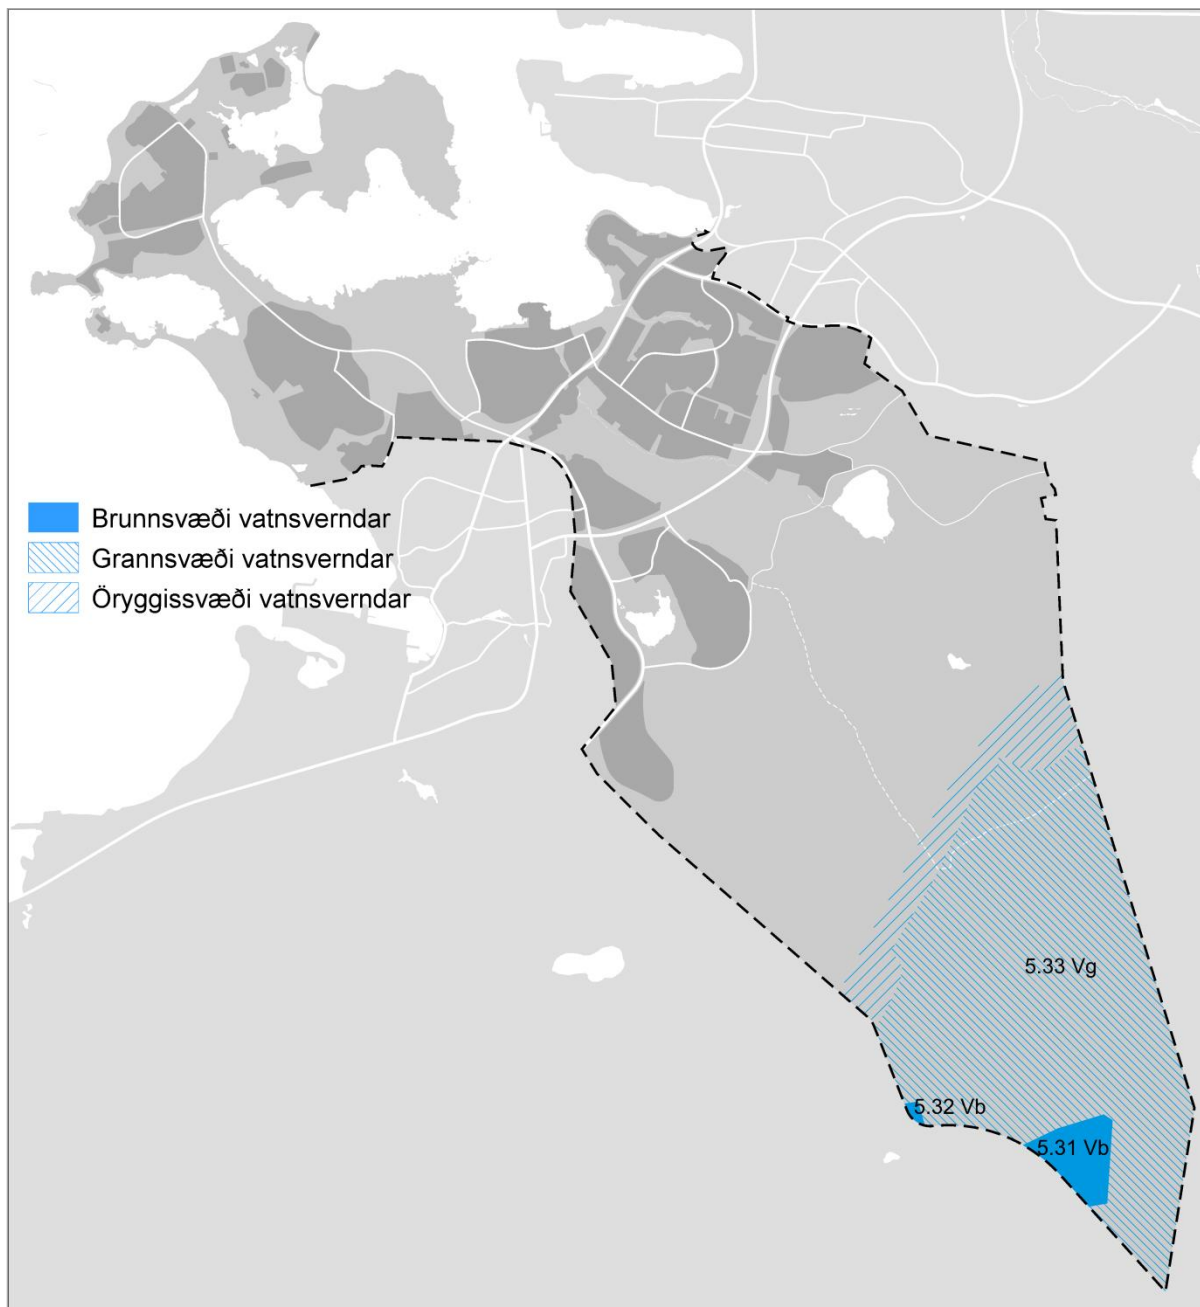 Brunnsvæði vatnsverndar
Grannsvæði vatnsverndar
Öryggissvæði vatnsverndar
5.33 Vg
5.32 Vb
5.31 Vb